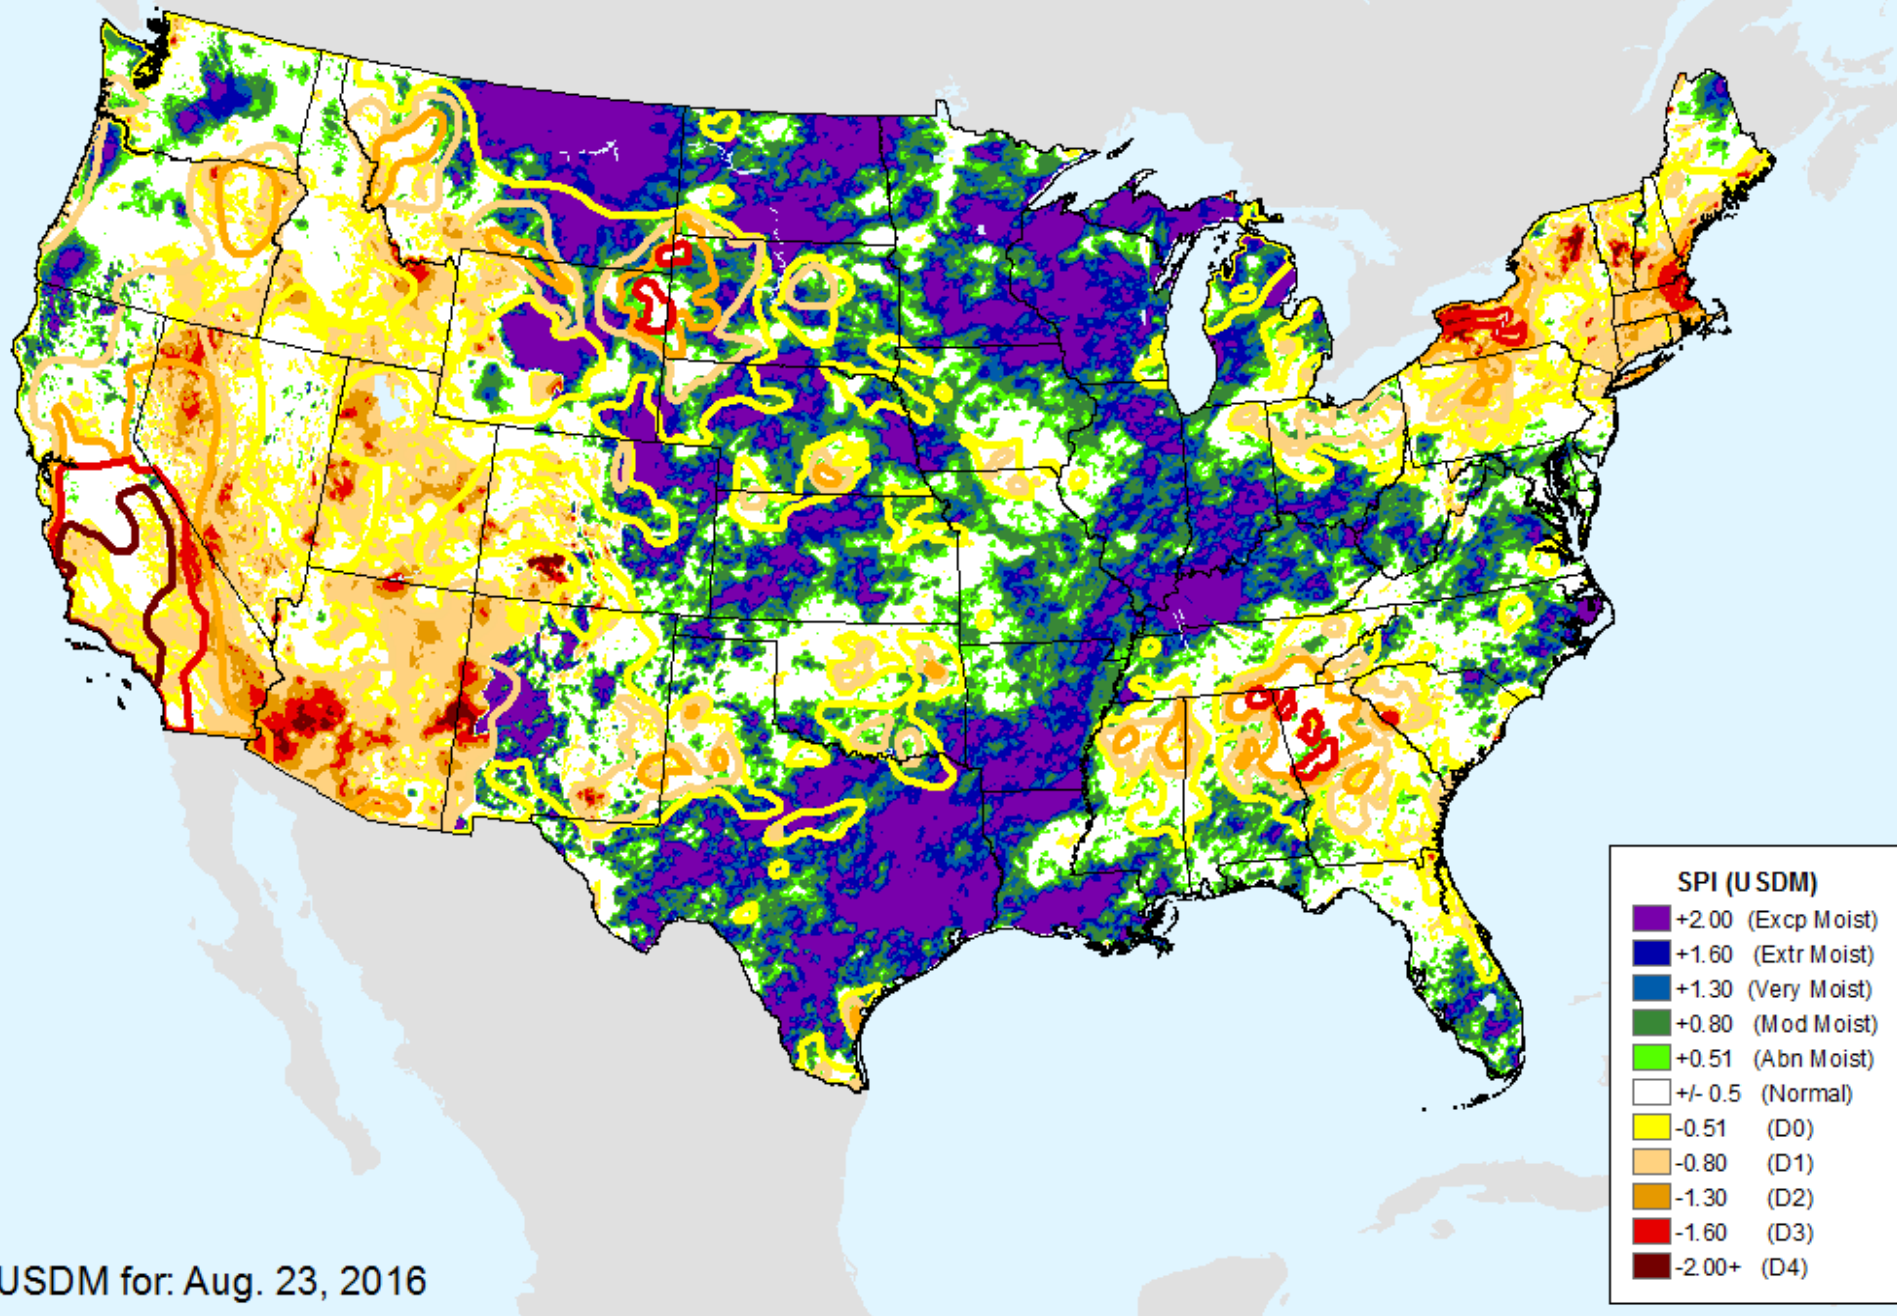 SPI (USDM)
+2.00 (Excp Moist)
+1.60 (Extr Moist)
+1.30 (Very Moist)
+0.80 (Mod Moist)
+0.51 (Abn Moist)
+/- 0.5 (Normal)
-0.51 (D0)
-0.80 (D1)
-1.30 (D2)
-1.60 (D3)
-2.00+ (D4)
USDM for: Aug. 23, 2016